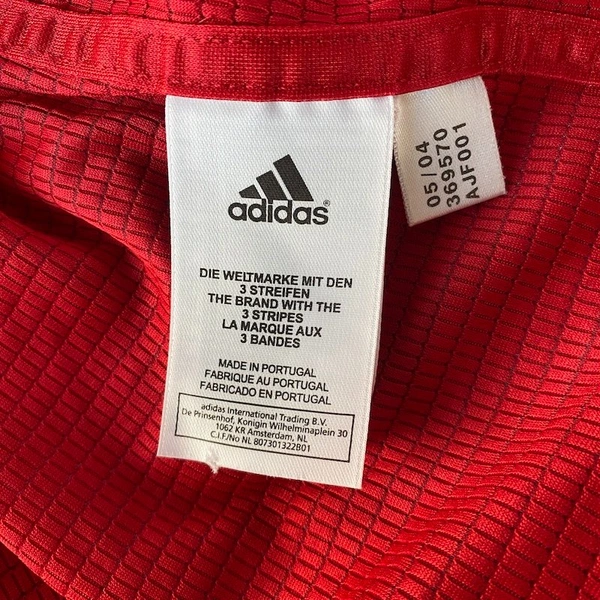 adidas®
DIE WELTMARKE MIT DEN
3 STREIFEN
THE BRAND WITH THE
3 STRIPES
LA MARQUE AUX
3 BANDES
MADE IN PORTUGAL
FABRIQUE AU PORTUGAL
FABRICADO EN PORTUGAL
adidas International Trading B.V.
De Prinsenhof, Konigin Wilhelminaplein 30
1062 KR Amsterdam, NL
C.I.F./No NL 807301322B01
05/04
369570
AJF001